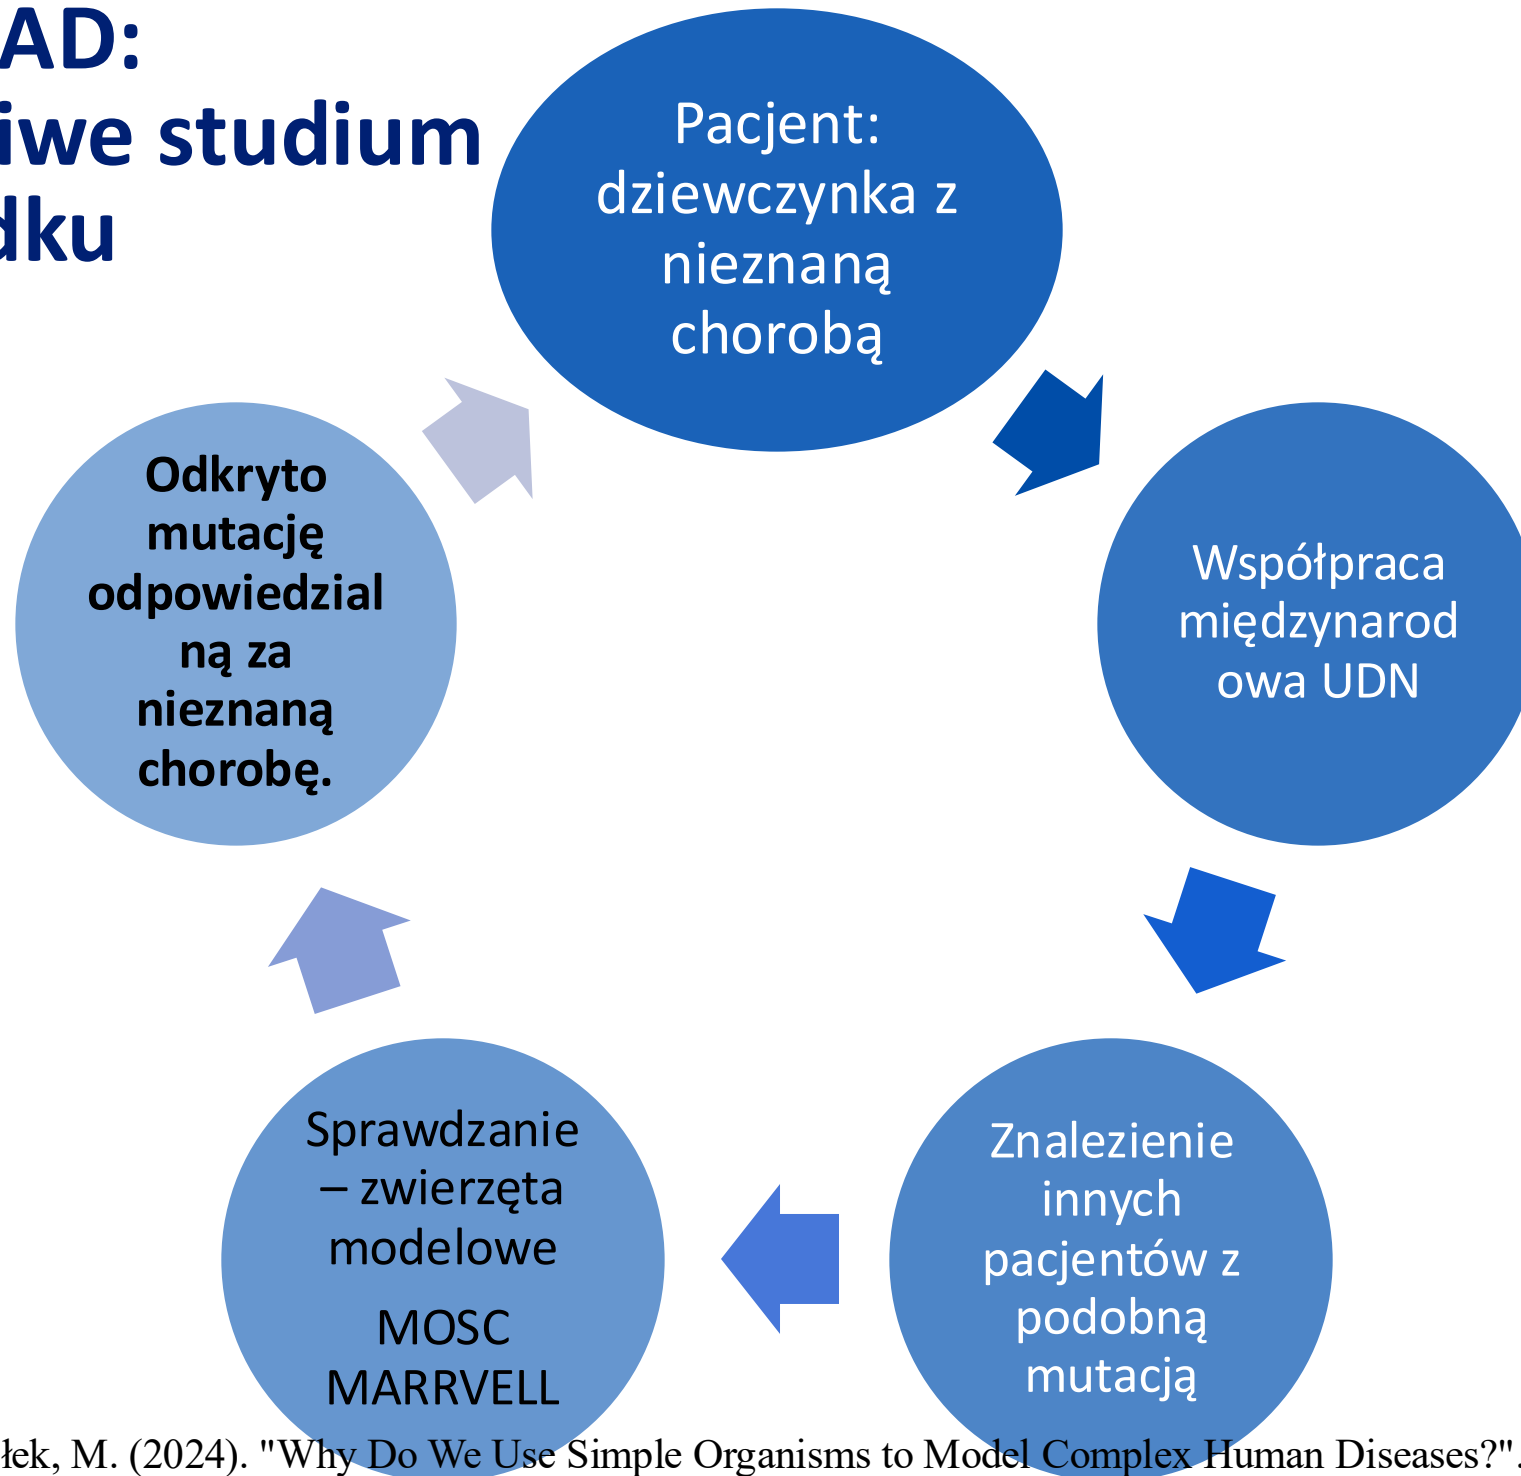 AD:
iwe studium
dku
Pacjent:
dziewczynka z
nieznaną
chorobą
Współpraca
międzynarod
owa UDN
Znalezienie
innych
pacjentów z
podobną
mutacją
Sprawdzanie
– zwierzęta
modelowe
MOSC
MARRVELL
Odkryto
mutację
odpowiedzial
ną za
nieznaną
chorobę.
łek, M. (2024). "Why Do We Use Simple Organisms to Model Complex Human Diseases?".